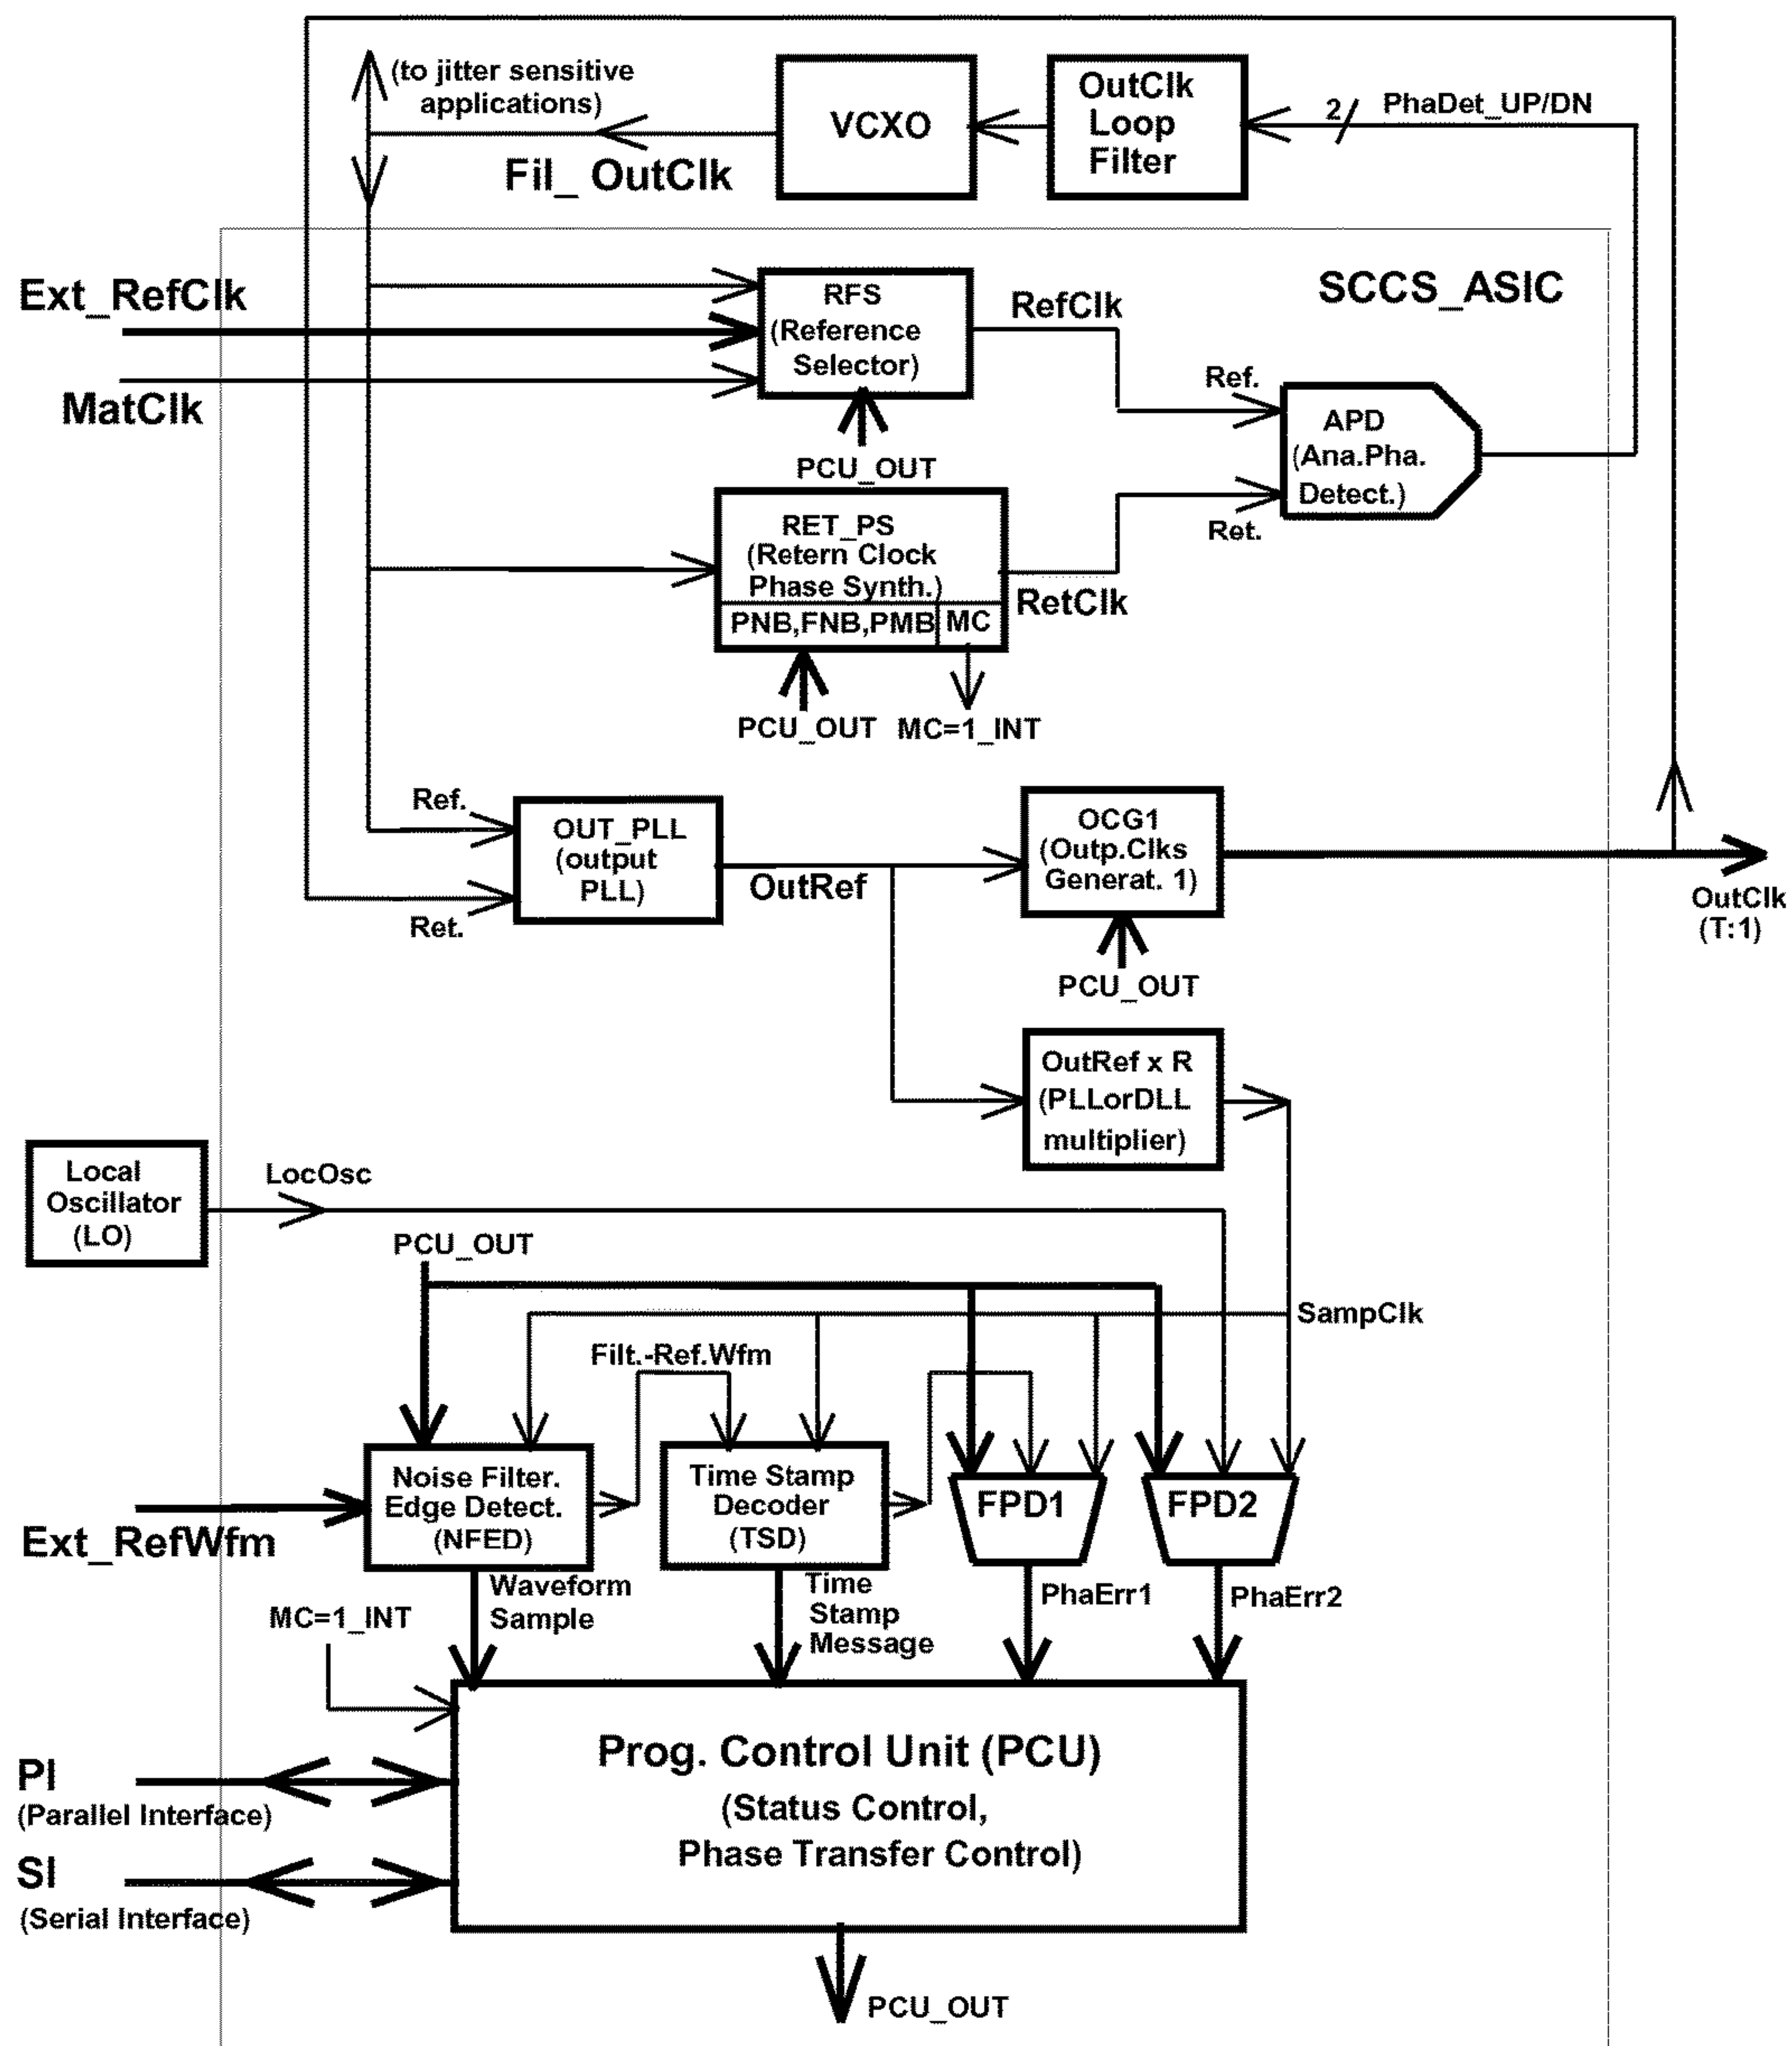 (to jitter sensitive
applications)
VCXO
OutClk
Loop
Filter
2
PhaDet_UP/DN
Fil_ OutClk
SCCS_ASIC
Ext_RefClk
MatClk
RFS
(Reference
Selector)
RefClk
PCU_OUT
Ref.
APD
(Ana.Pha.
Detect.)
Ret.
RET_PS
(Retern Clock
Phase Synth.)
PNB,FNB,PMB
MC
RetClk
PCU_OUT
MC=1_INT
Ref.
OUT_PLL
(output
PLL)
Ret.
OutRef
OCG1
(Outp.Clks
Generat. 1)
PCU_OUT
OutClk
(T:1)
OutRef x R
(PLLorDLL
multiplier)
Local
Oscillator
(LO)
LocOsc
PCU_OUT
SampClk
Filt.-Ref.Wfm
Noise Filter.
Edge Detect.
(NFED)
Time Stamp
Decoder
(TSD)
FPD1
FPD2
Ext_RefWfm
Waveform
Sample
Time
Stamp
Message
PhaErr1
PhaErr2
MC=1_INT
Prog. Control Unit (PCU)
(Status Control,
Phase Transfer Control)
PI
(Parallel Interface)
SI
(Serial Interface)
PCU_OUT